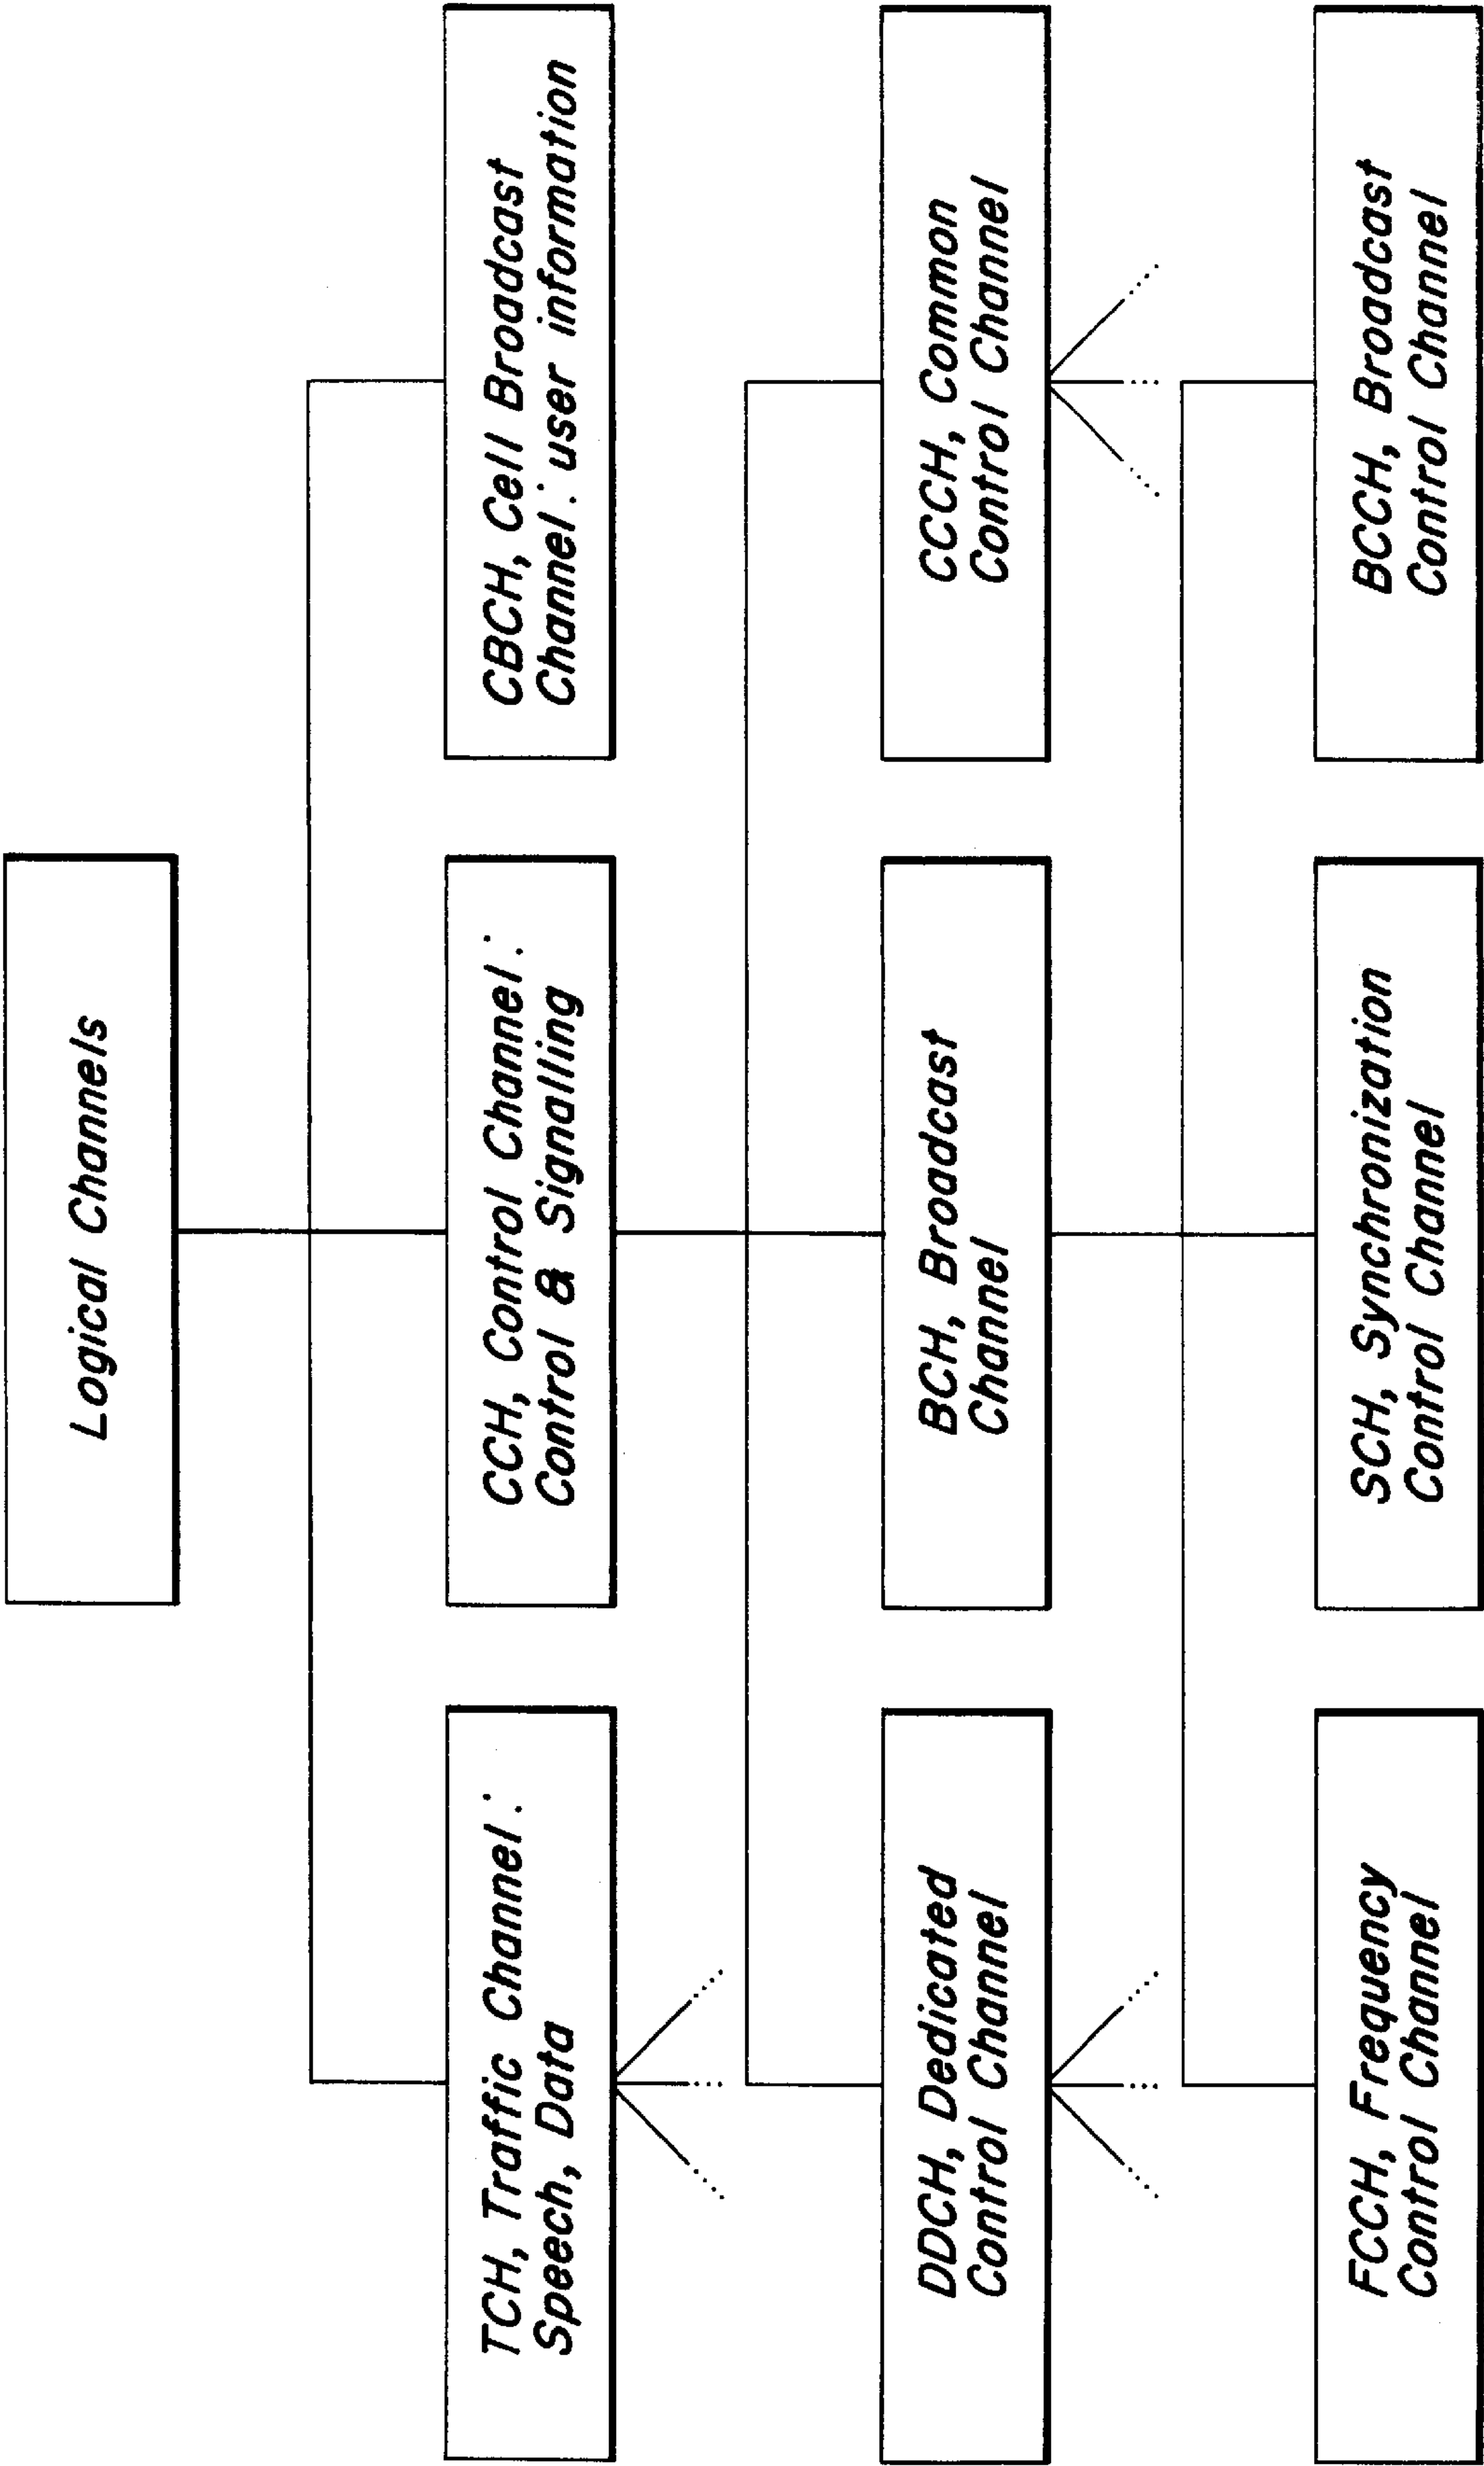 Logical Channels
TCH, Traffic Channel:
Speech, Data
CCH, Control Channel:
Control & Signalling
CBCH, Cell Broadcast
Channel: user information
DDCH, Dedicated
Control Channel
BCH, Broadcast
Channel
CCCH, Common
Control Channel
FCCH, Frequency
Control Channel
SCH, Synchronization
Control Channel
BCCH, Broadcast
Control Channel